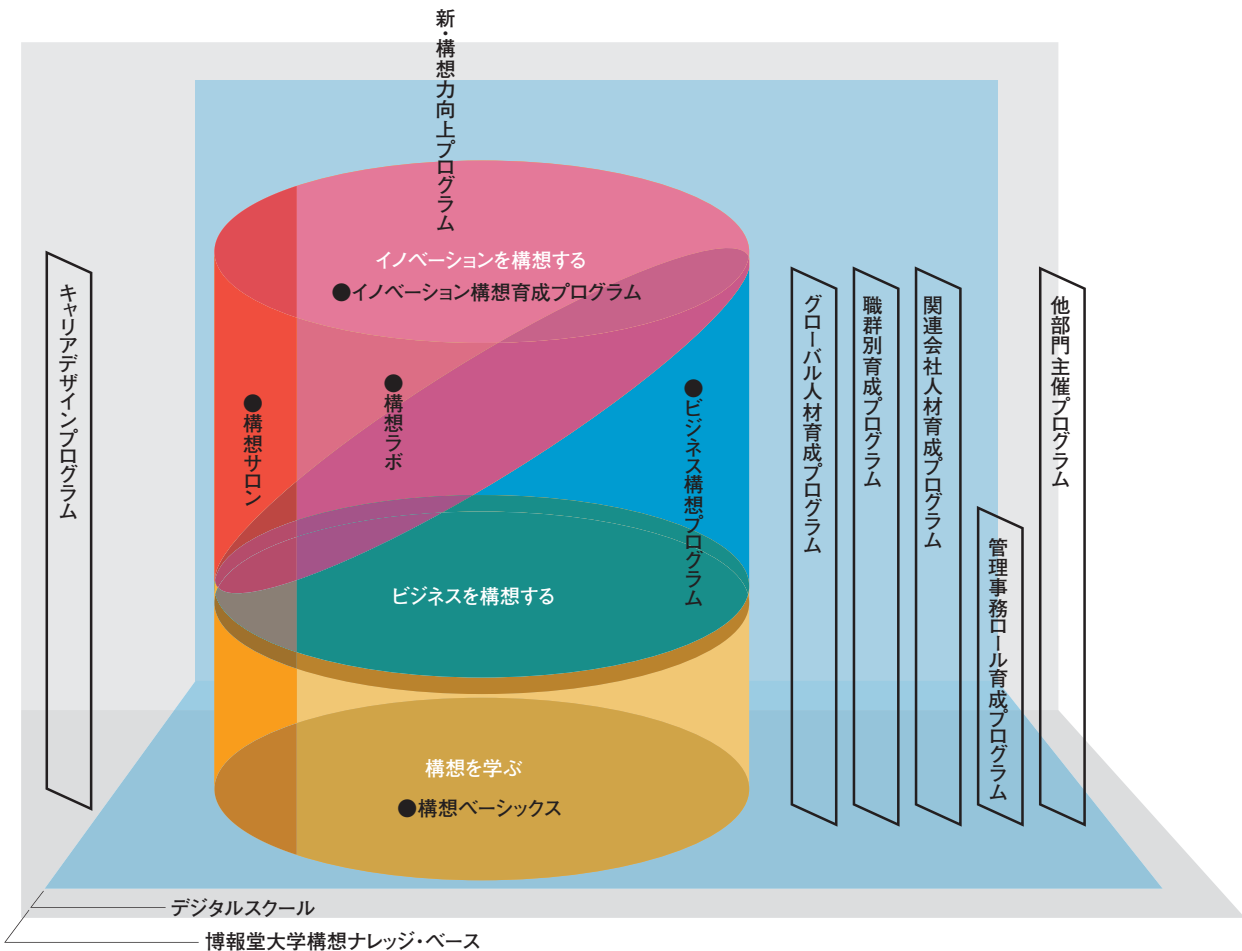 新・構想力向上プログラム
イノベーションを構想する
●イノベーション構想育成プログラム
キャリアデザインプログラム
●構想サロン
●構想ラボ
●ビジネス構想プログラム
グローバル人材育成プログラム
職群別育成プログラム
関連会社人材育成プログラム
管理事務ロール育成プログラム
他部門主催プログラム
ビジネスを構想する
構想を学ぶ
●構想ベーシックス
デジタルスクール
博報堂大学構想ナレッジ・ベース